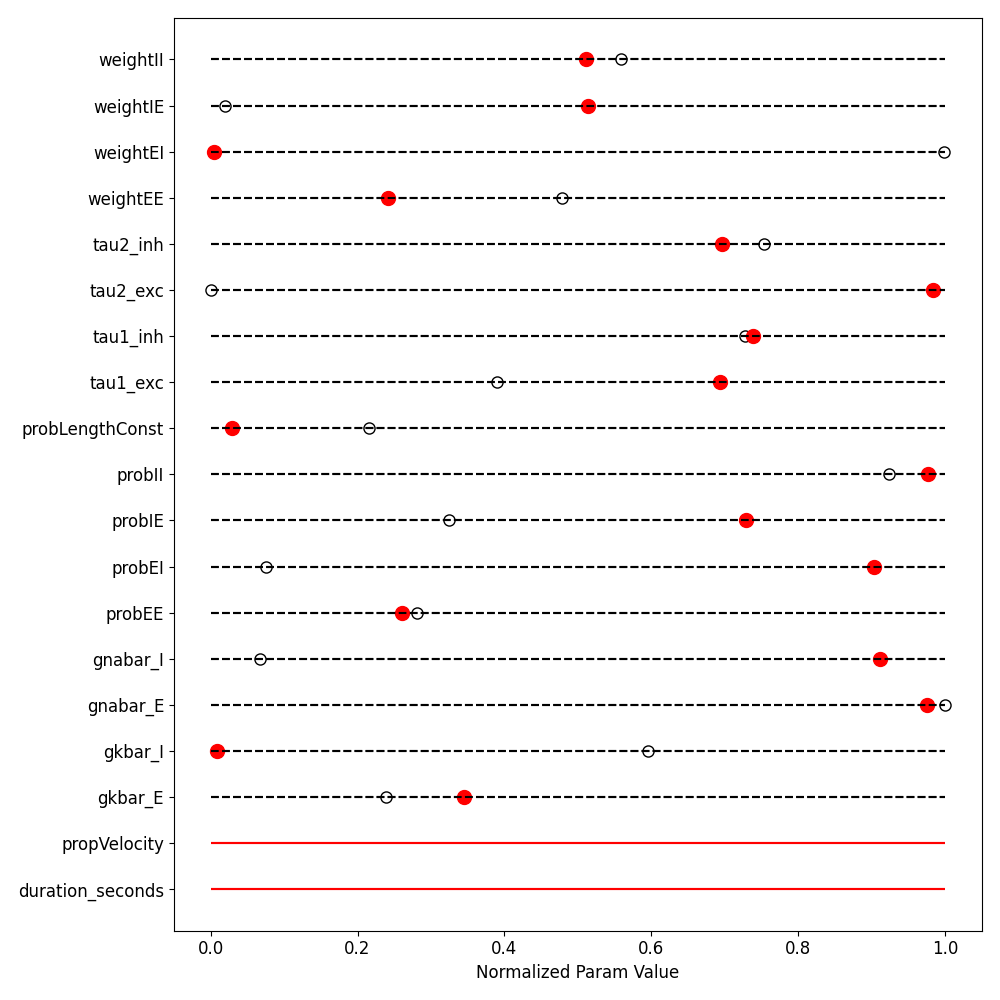 weightII
weightIE
weightEI
weightEE
tau2_inh
tau2_exc
tau1_inh
tau1_exc
probLengthConst
probII
probIE
probEI
probEE
gnabar_I
gnabar_E
gkbar_I
gkbar_E
propVelocity
duration_seconds
0.0 0.2 0.4 0.6 0.8 1.0
Normalized Param Value